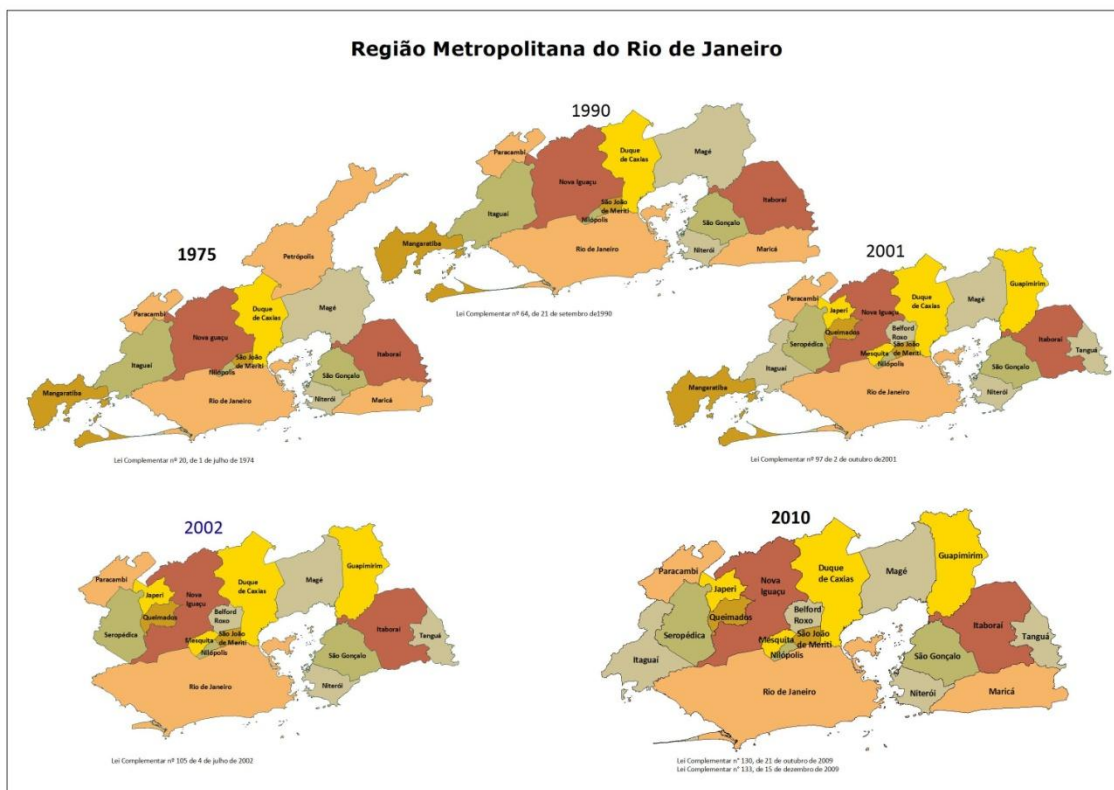 Região Metropolitana do Rio de Janeiro
1990
Paracambi
Duque
de Caxias
Magé
Nova Iguaçu
Itaguaí
São João
de Meriti
Nilópolis
Itaboraí
São Gonçalo
Mangaratiba
Rio de Janeiro
Niterói
Maricá
Lei Complementar nº 64, de 21 de setembro de1990
1975
Petrópolis
Paracambi
Duque
de Caxias
Magé
Nova guaçu
Itaguaí
São João
de Meriti
Nilópolis
Itaboraí
São Gonçalo
Mangaratiba
Rio de Janeiro
Niterói
Maricá
Lei Complementar nº 20, de 1 de julho de 1974
2001
Paracambi
Japeri
Nova Iguaçu
Duque
de Caxias
Magé
Guapimirim
Seropédica
Queimados
Belford
Roxo
Mesquita
São João
de Meriti
Nilópolis
Itaboraí
Tanguá
Itaguaí
São Gonçalo
Mangaratiba
Rio de Janeiro
Niterói
Lei Complementar nº 97 de 2 de outubro de2001
2002
Paracambi
Japeri
Nova
Iguaçu
Duque
de Caxias
Magé
Guapimirim
Seropédica
Queimados
Belford
Roxo
Mesquita
São João
de Meriti
Nilópolis
Itaboraí
Tanguá
São Gonçalo
Rio de Janeiro
Niterói
Lei Complementar nº 105 de 4 de julho de 2002
2010
Paracambi
Japeri
Nova
Iguaçu
Duque
de Caxias
Magé
Guapimirim
Seropédica
Queimados
Belford
Roxo
Mesquita
São João
de Meriti
Nilópolis
Itaboraí
Tanguá
Itaguaí
São Gonçalo
Rio de Janeiro
Niterói
Maricá
Lei Complementar n° 130, de 21 de outubro de 2009
Lei Complementar n° 133, de 15 de dezembro de 2009